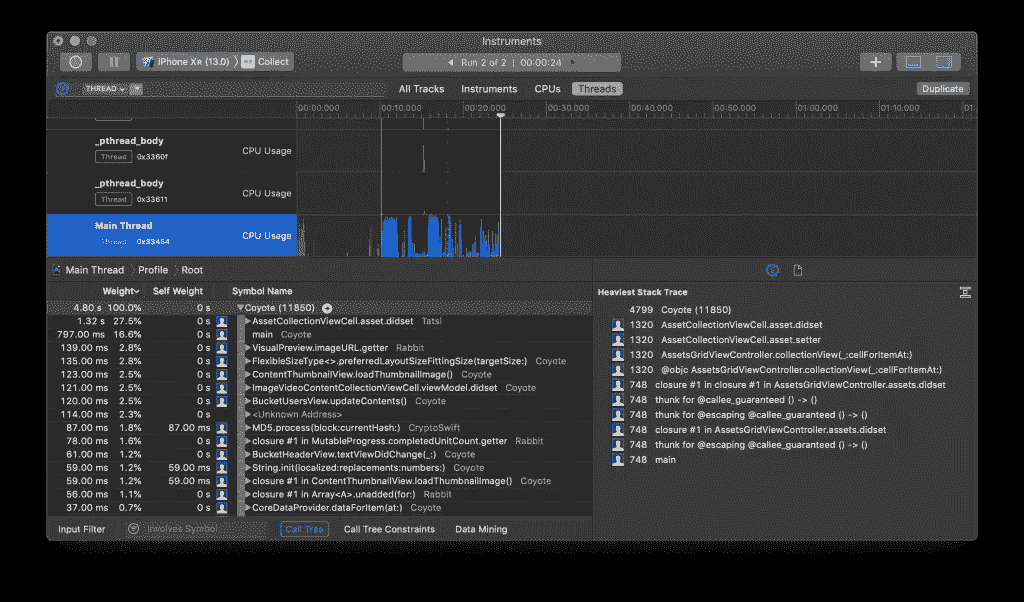 Instruments
iPhone XR (13.0) 〉 Collect
Run 2 of 2 | 00:00:24
THREAD
All Tracks Instruments CPUs Threads
Duplicate
00:00.000 00:10.000 00:20.000 00:30.000 00:40.000 00:50.000 01:00.000 01:10.000 01:
_pthread_body
Thread 0x3360f
CPU Usage
_pthread_body
Thread 0x33611
CPU Usage
Main Thread
Thread 0x33454
CPU Usage
Main Thread 〉 Profile 〉 Root
Weight Self Weight Symbol Name
4.80 s 100.0% 0 s Coyote (11850)
1.32 s 27.5% 0 s AssetCollectionViewCell.asset.didset Tatsi
797.00 ms 16.6% 0 s main Coyote
139.00 ms 2.8% 0 s VisualPreview.imageURL.getter Rabbit
135.00 ms 2.8% 0 s FlexibleSizeType<>.preferredLayoutSizeFittingSize(targetSize:) Coyote
123.00 ms 2.5% 0 s ContentThumbnailView.loadThumbnailImage() Coyote
121.00 ms 2.5% 0 s ImageVideoContentCollectionViewCell.viewModel.didset Coyote
120.00 ms 2.5% 0 s BucketUsersView.updateContents() Coyote
114.00 ms 2.3% 0 s <Unknown Address>
87.00 ms 1.8% 87.00 ms MD5.process(block:currentHash:) CryptoSwift
78.00 ms 1.6% 0 s closure #1 in MutableProgress.completedUnitCount.getter Rabbit
61.00 ms 1.2% 0 s BucketHeaderView.textViewDidChange(_:) Coyote
59.00 ms 1.2% 59.00 ms String.init(localized:replacements:numbers:) Coyote
59.00 ms 1.2% 59.00 ms closure #1 in ContentThumbnailView.loadThumbnailImage() Coyote
56.00 ms 1.1% 0 s closure #1 in Array<A>.unadded(for:) Rabbit
37.00 ms 0.7% 0 s CoreDataProvider.dataForItem(at:) Coyote
Input Filter Involves Symbol Call Tree Call Tree Constraints Data Mining
Heaviest Stack Trace
4799 Coyote (11850)
1320 AssetCollectionViewCell.asset.didset
1320 AssetCollectionViewCell.asset.setter
1320 AssetsGridViewController.collectionView(_:cellForItemAt:)
1320 @objc AssetsGridViewController.collectionView(_:cellForItemAt:)
748 closure #1 in closure #1 in AssetsGridViewController.assets.didset
748 thunk for @callee_guaranteed () -> ()
748 thunk for @escaping @callee_guaranteed () -> ()
748 closure #1 in AssetsGridViewController.assets.didset
748 thunk for @escaping @callee_guaranteed () -> ()
748 main